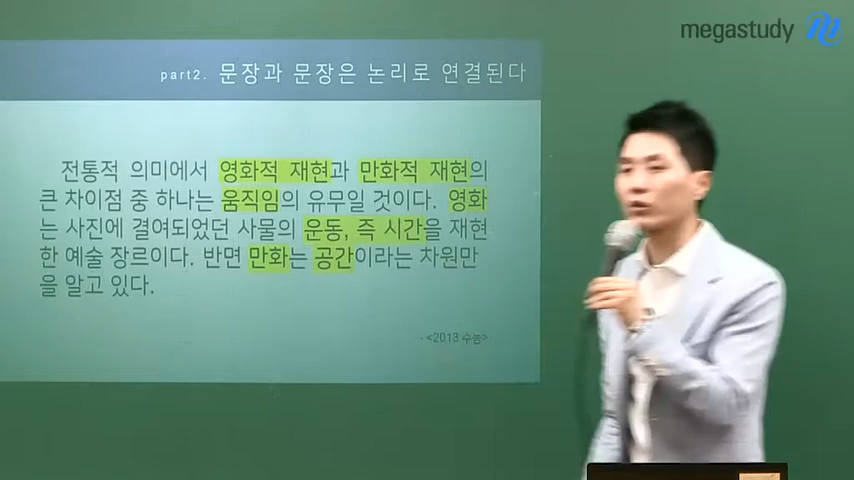 megastudy
part2. 문장과 문장은 논리로 연결된다
전통적 의미에서 영화적 재현과 만화적 재현의
큰 차이점 중 하나는 움직임의 유무일 것이다. 영화
는 사진에 결여되었던 사물의 운동, 즉 시간을 재현
한 예술 장르이다. 반면 만화는 공간이라는 차원만
을 알고 있다.
- <2013 수능>